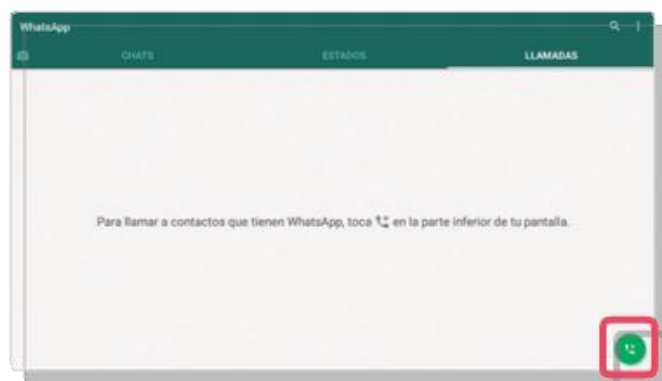 WhatsApp
CHATS ESTADOS LLAMADAS
Para llamar a contactos que tienen WhatsApp, toca en la parte inferior de tu pantalla.